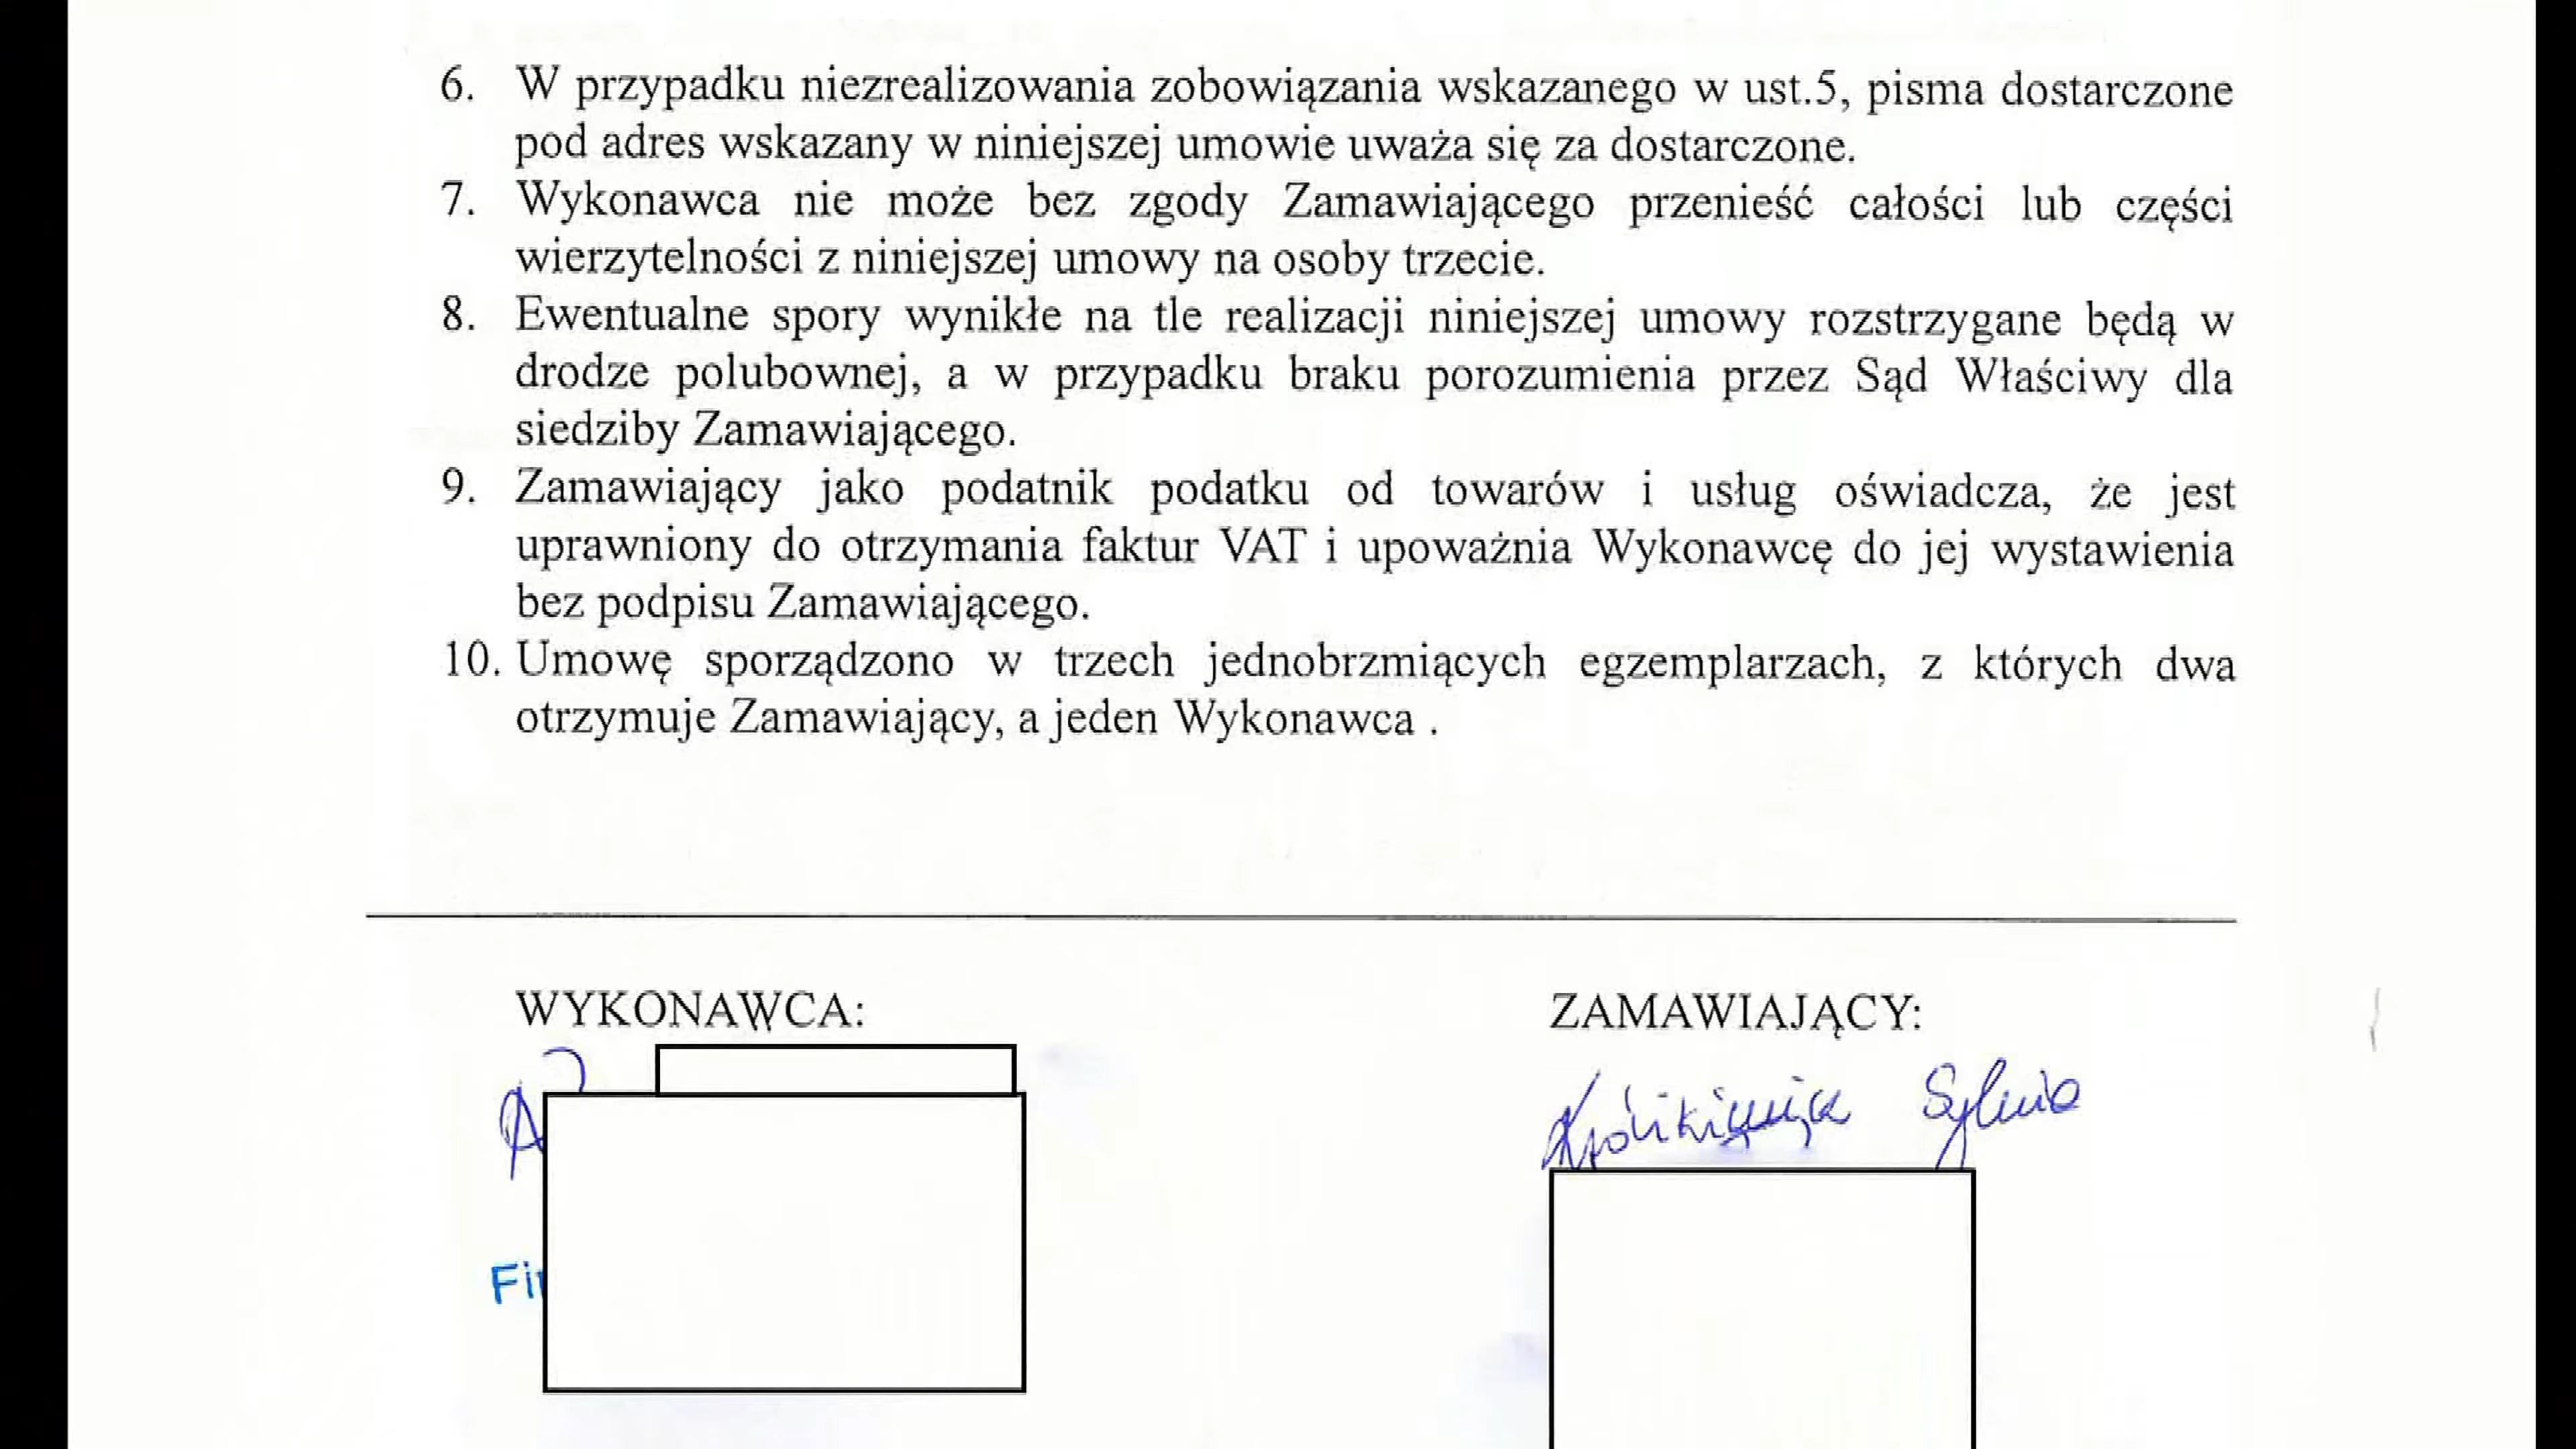 6. W przypadku niezrealizowania zobowiązania wskazanego w ust.5, pisma dostarczone
pod adres wskazany w niniejszej umowie uważa się za dostarczone.
7. Wykonawca nie może bez zgody Zamawiającego przenieść całości lub części
wierzytelności z niniejszej umowy na osoby trzecie.
8. Ewentualne spory wynikłe na tle realizacji niniejszej umowy rozstrzygane będą w
drodze polubownej, a w przypadku braku porozumienia przez Sąd Właściwy dla
siedziby Zamawiającego.
9. Zamawiający jako podatnik podatku od towarów i usług oświadcza, że jest
uprawniony do otrzymania faktur VAT i upoważnia Wykonawcę do jej wystawienia
bez podpisu Zamawiającego.
10. Umowę sporządzono w trzech jednobrzmiących egzemplarzach, z których dwa
otrzymuje Zamawiający, a jeden Wykonawca .
WYKONAWCA: ZAMAWIAJĄCY:
Sylwia